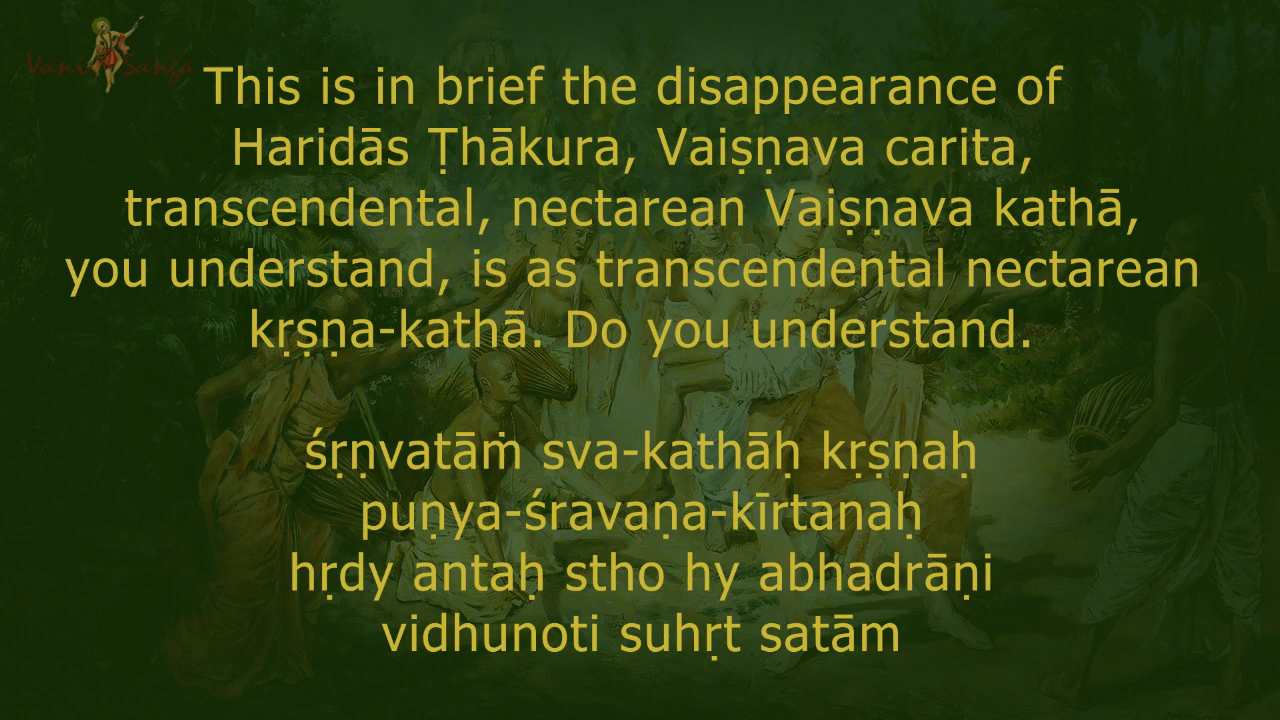 Vani Sanga
This is in brief the disappearance of
Haridās Ṭhākura, Vaiṣṇava carita,
transcendental, nectarean Vaiṣṇava kathā,
you understand, is as transcendental nectarean
kṛṣṇa-kathā. Do you understand.
śṛṇvatāṁ sva-kathāḥ kṛṣṇaḥ
puṇya-śravaṇa-kīrtanaḥ
hṛdy antaḥ stho hy abhadrāṇi
vidhunoti suhṛt satām